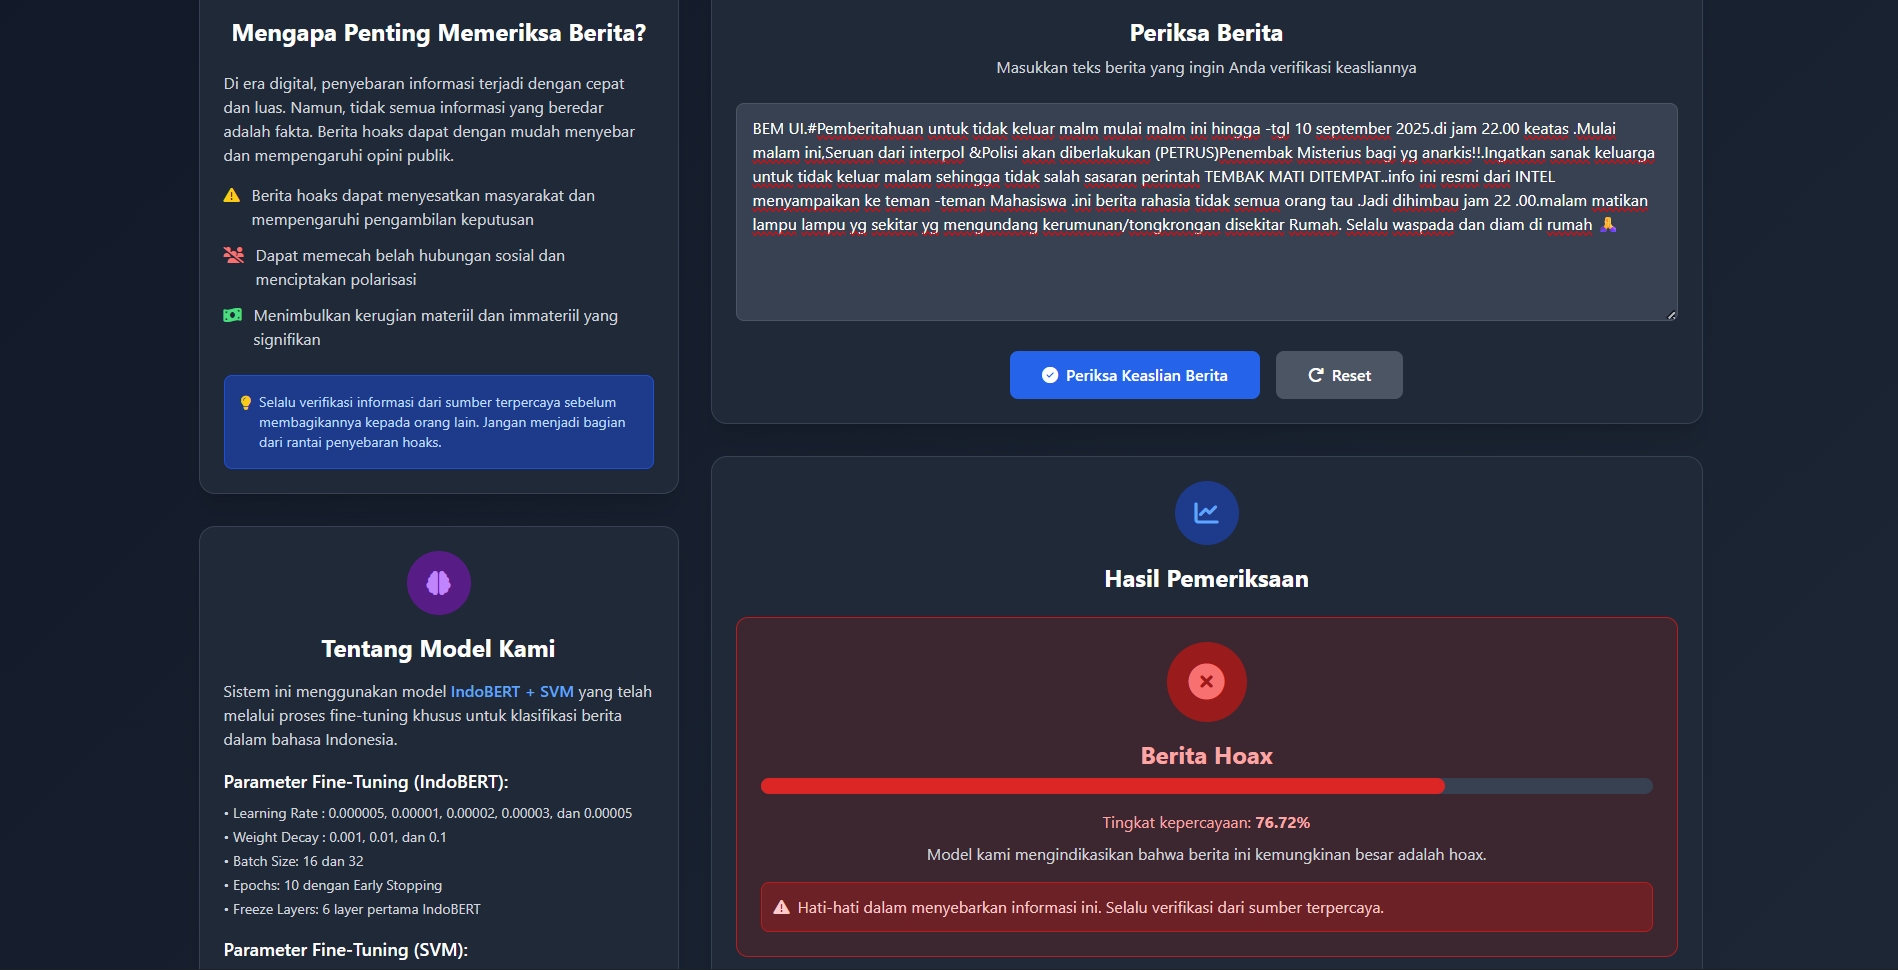 Mengapa Penting Memeriksa Berita?
Di era digital, penyebaran informasi terjadi dengan cepat
dan luas. Namun, tidak semua informasi yang beredar
adalah fakta. Berita hoaks dapat dengan mudah menyebar
dan mempengaruhi opini publik.
Berita hoaks dapat menyesatkan masyarakat dan
mempengaruhi pengambilan keputusan
Dapat memecah belah hubungan sosial dan
menciptakan polarisasi
Menimbulkan kerugian materiil dan immateriil yang
signifikan
Selalu verifikasi informasi dari sumber terpercaya sebelum
membagikannya kepada orang lain. Jangan menjadi bagian
dari rantai penyebaran hoaks.
Tentang Model Kami
Sistem ini menggunakan model IndoBERT + SVM yang telah
melalui proses fine-tuning khusus untuk klasifikasi berita
dalam bahasa Indonesia.
Parameter Fine-Tuning (IndoBERT):
• Learning Rate : 0.000005, 0.00001, 0.00002, 0.00003, dan 0.00005
• Weight Decay : 0.001, 0.01, dan 0.1
• Batch Size: 16 dan 32
• Epochs: 10 dengan Early Stopping
• Freeze Layers: 6 layer pertama IndoBERT
Parameter Fine-Tuning (SVM):
Periksa Berita
Masukkan teks berita yang ingin Anda verifikasi keasliannya
BEM UI.#Pemberitahuan untuk tidak keluar malm mulai malm ini hingga -tgl 10 september 2025.di jam 22.00 keatas .Mulai
malam ini,Seruan dari interpol &Polisi akan diberlakukan (PETRUS)Penembak Misterius bagi yg anarkis!!.Ingatkan sanak keluarga
untuk tidak keluar malam sehingga tidak salah sasaran perintah TEMBAK MATI DITEMPAT..info ini resmi dari INTEL
menyampaikan ke teman -teman Mahasiswa .ini berita rahasia tidak semua orang tau .Jadi dihimbau jam 22 .00.malam matikan
lampu lampu yg sekitar yg mengundang kerumunan/tongkrongan disekitar Rumah. Selalu waspada dan diam di rumah 🙏
Periksa Keaslian Berita
Reset
Hasil Pemeriksaan
Berita Hoax
Tingkat kepercayaan: 76.72%
Model kami mengindikasikan bahwa berita ini kemungkinan besar adalah hoax.
Hati-hati dalam menyebarkan informasi ini. Selalu verifikasi dari sumber terpercaya.